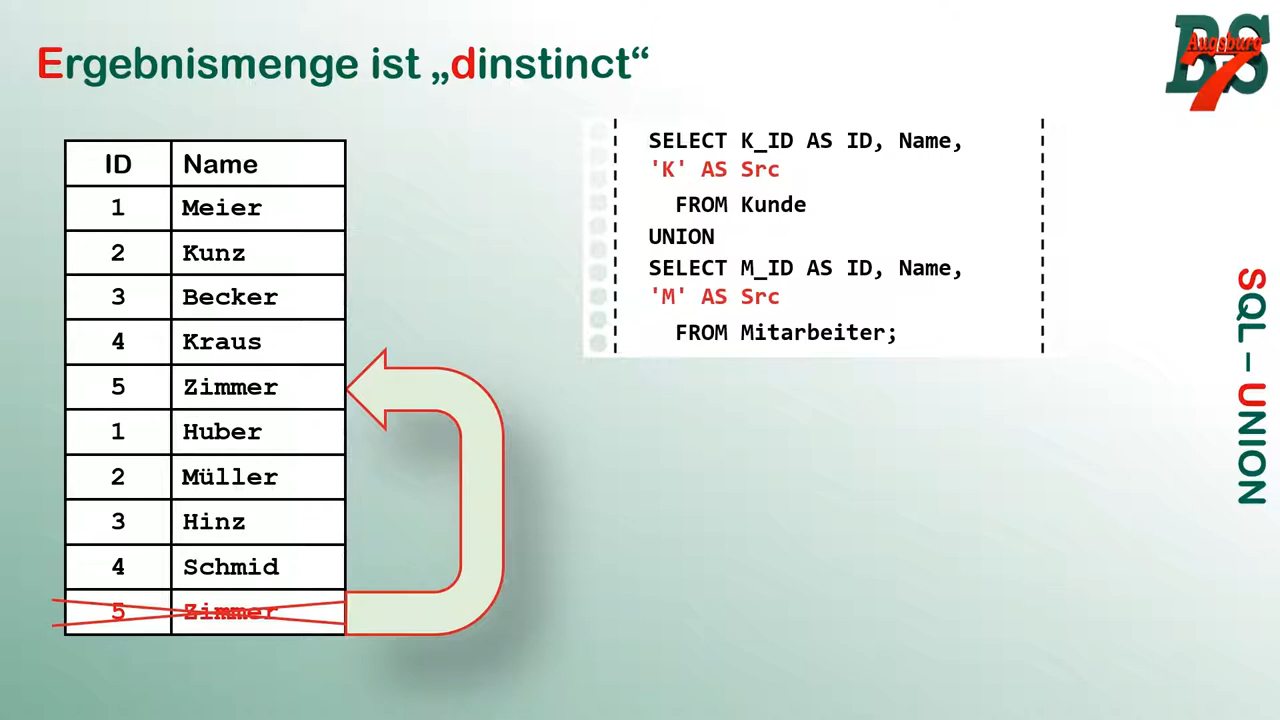 Ergebnismenge ist „dinstinct“
BS
Augsburg
7
ID Name
1 Meier
2 Kunz
3 Becker
4 Kraus
5 Zimmer
1 Huber
2 Müller
3 Hinz
4 Schmid
5 Zimmer
SELECT K_ID AS ID, Name,
'K' AS Src
FROM Kunde
UNION
SELECT M_ID AS ID, Name,
'M' AS Src
FROM Mitarbeiter;
SQL – UNION